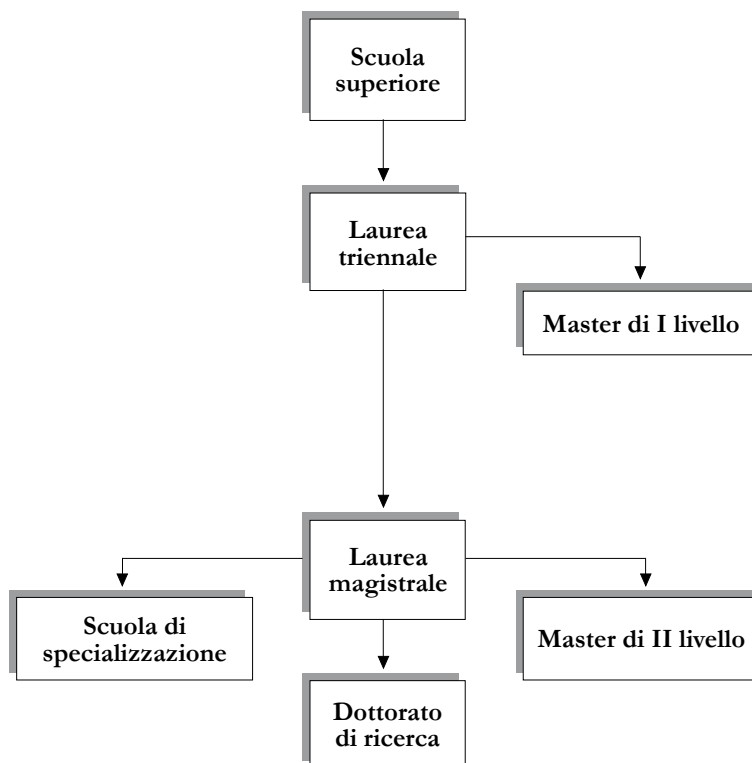 Scuola
superiore
Laurea
triennale
Master di I livello
Laurea
magistrale
Scuola di
specializzazione
Master di II livello
Dottorato
di ricerca